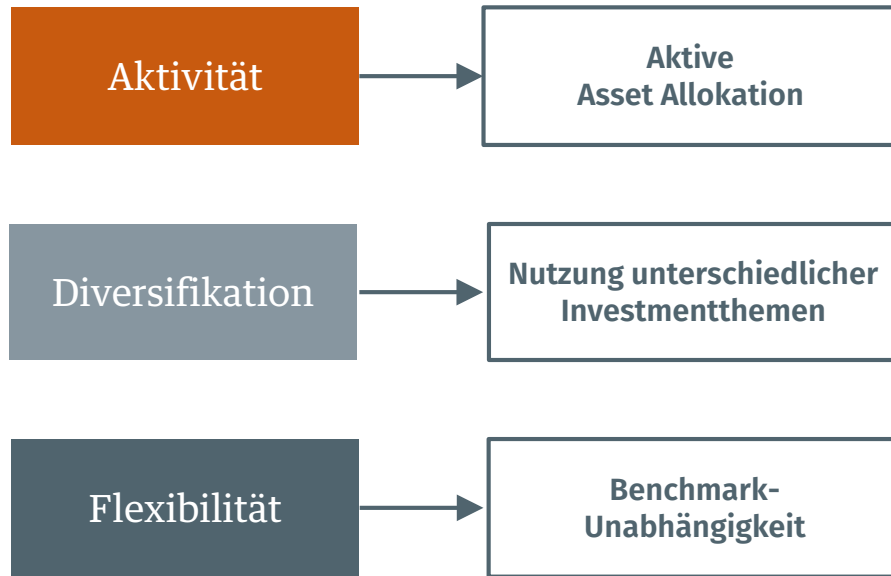 Aktivität
Aktive
Asset Allokation
Diversifikation
Nutzung unterschiedlicher
Investmentthemen
Flexibilität
Benchmark-
Unabhängigkeit